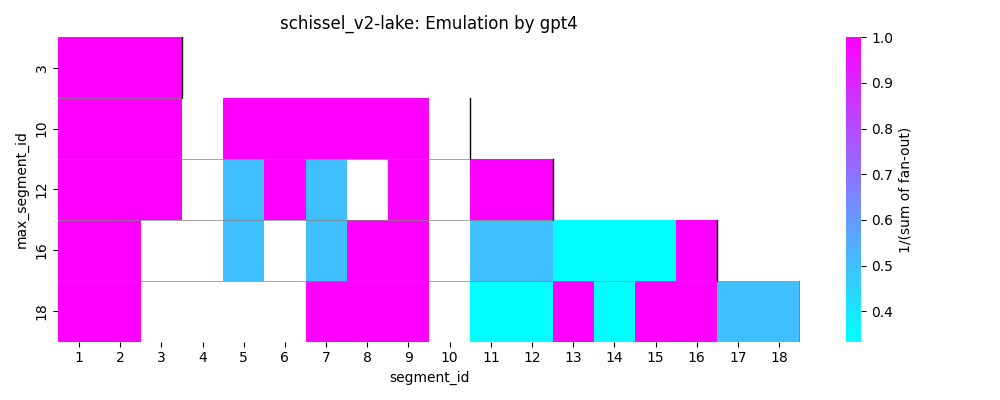 schissel_v2-lake: Emulation by gpt4
max_segment_id
3
10
12
16
18
1 2 3 4 5 6 7 8 9 10 11 12 13 14 15 16 17 18
segment_id
1.0
0.9
0.8
0.7
0.6
0.5
0.4
1/(sum of fan-out)